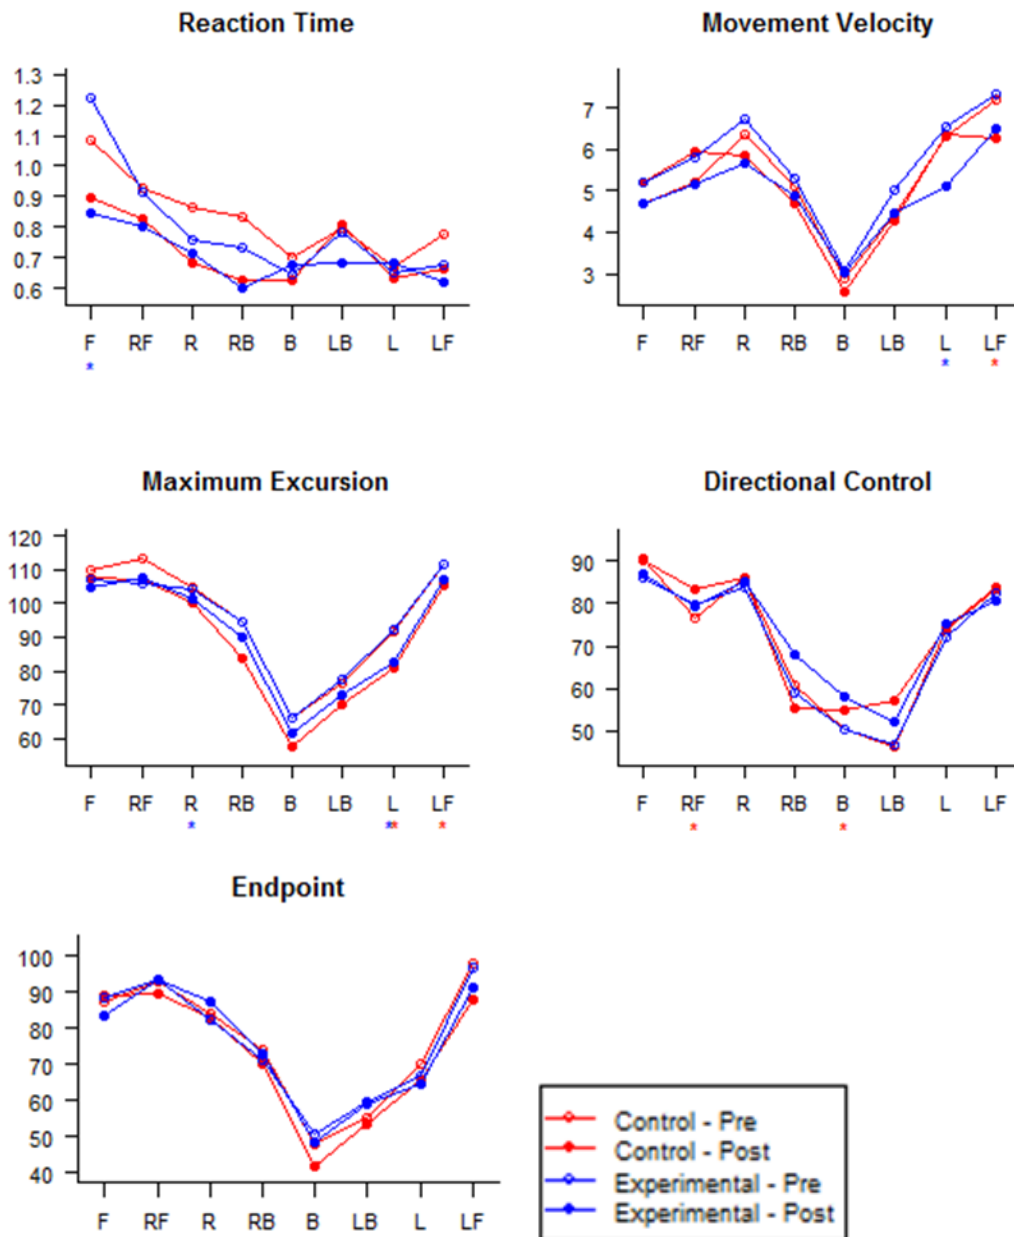 Reaction Time
1.3
1.2
1.1
1.0
0.9
0.8
0.7
0.6
F RF R RB B LB L LF
*
Movement Velocity
7
6
5
4
3
F RF R RB B LB L LF
* *
Maximum Excursion
120
110
100
90
80
70
60
F RF R RB B LB L LF
* ** *
Directional Control
90
80
70
60
50
F RF R RB B LB L LF
* *
Endpoint
100
90
80
70
60
50
40
F RF R RB B LB L LF
Control - Pre
Control - Post
Experimental - Pre
Experimental - Post